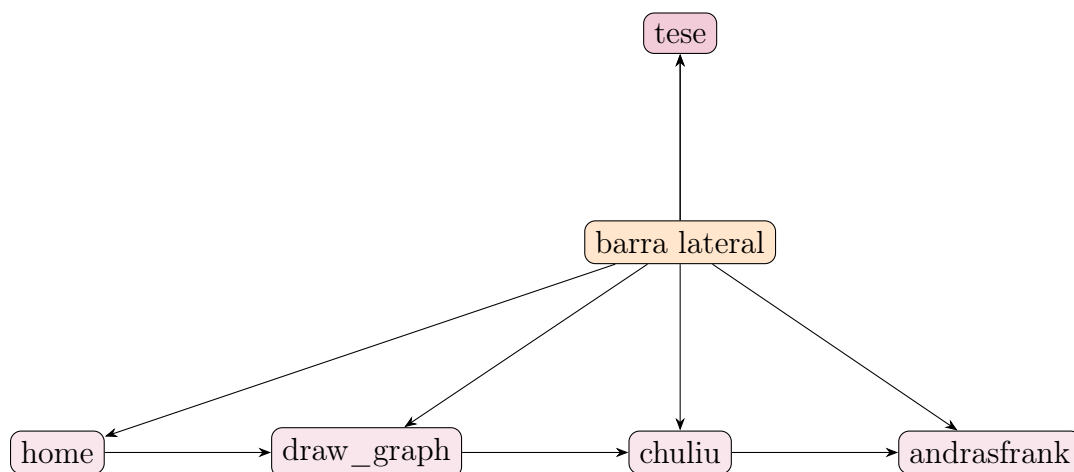 tese
barra lateral
home
draw_graph
chuliu
andrasfrank